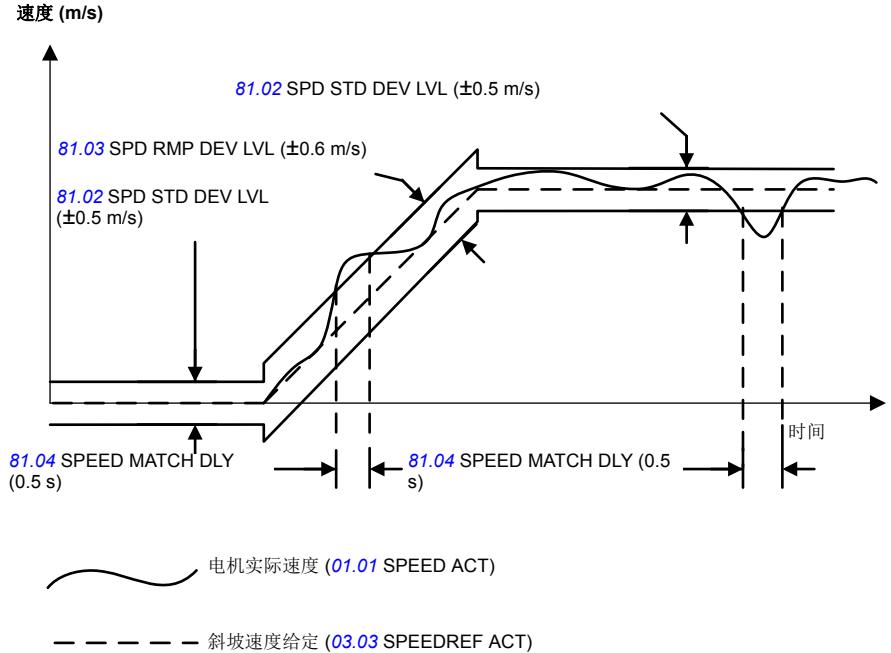 速度 (m/s)
81.02 SPD STD DEV LVL (±0.5 m/s)
81.03 SPD RMP DEV LVL (±0.6 m/s)
81.02 SPD STD DEV LVL
(±0.5 m/s)
时间
81.04 SPEED MATCH DLY
(0.5 s)
81.04 SPEED MATCH DLY (0.5
s)
电机实际速度 (01.01 SPEED ACT)
斜坡速度给定 (03.03 SPEEDREF ACT)